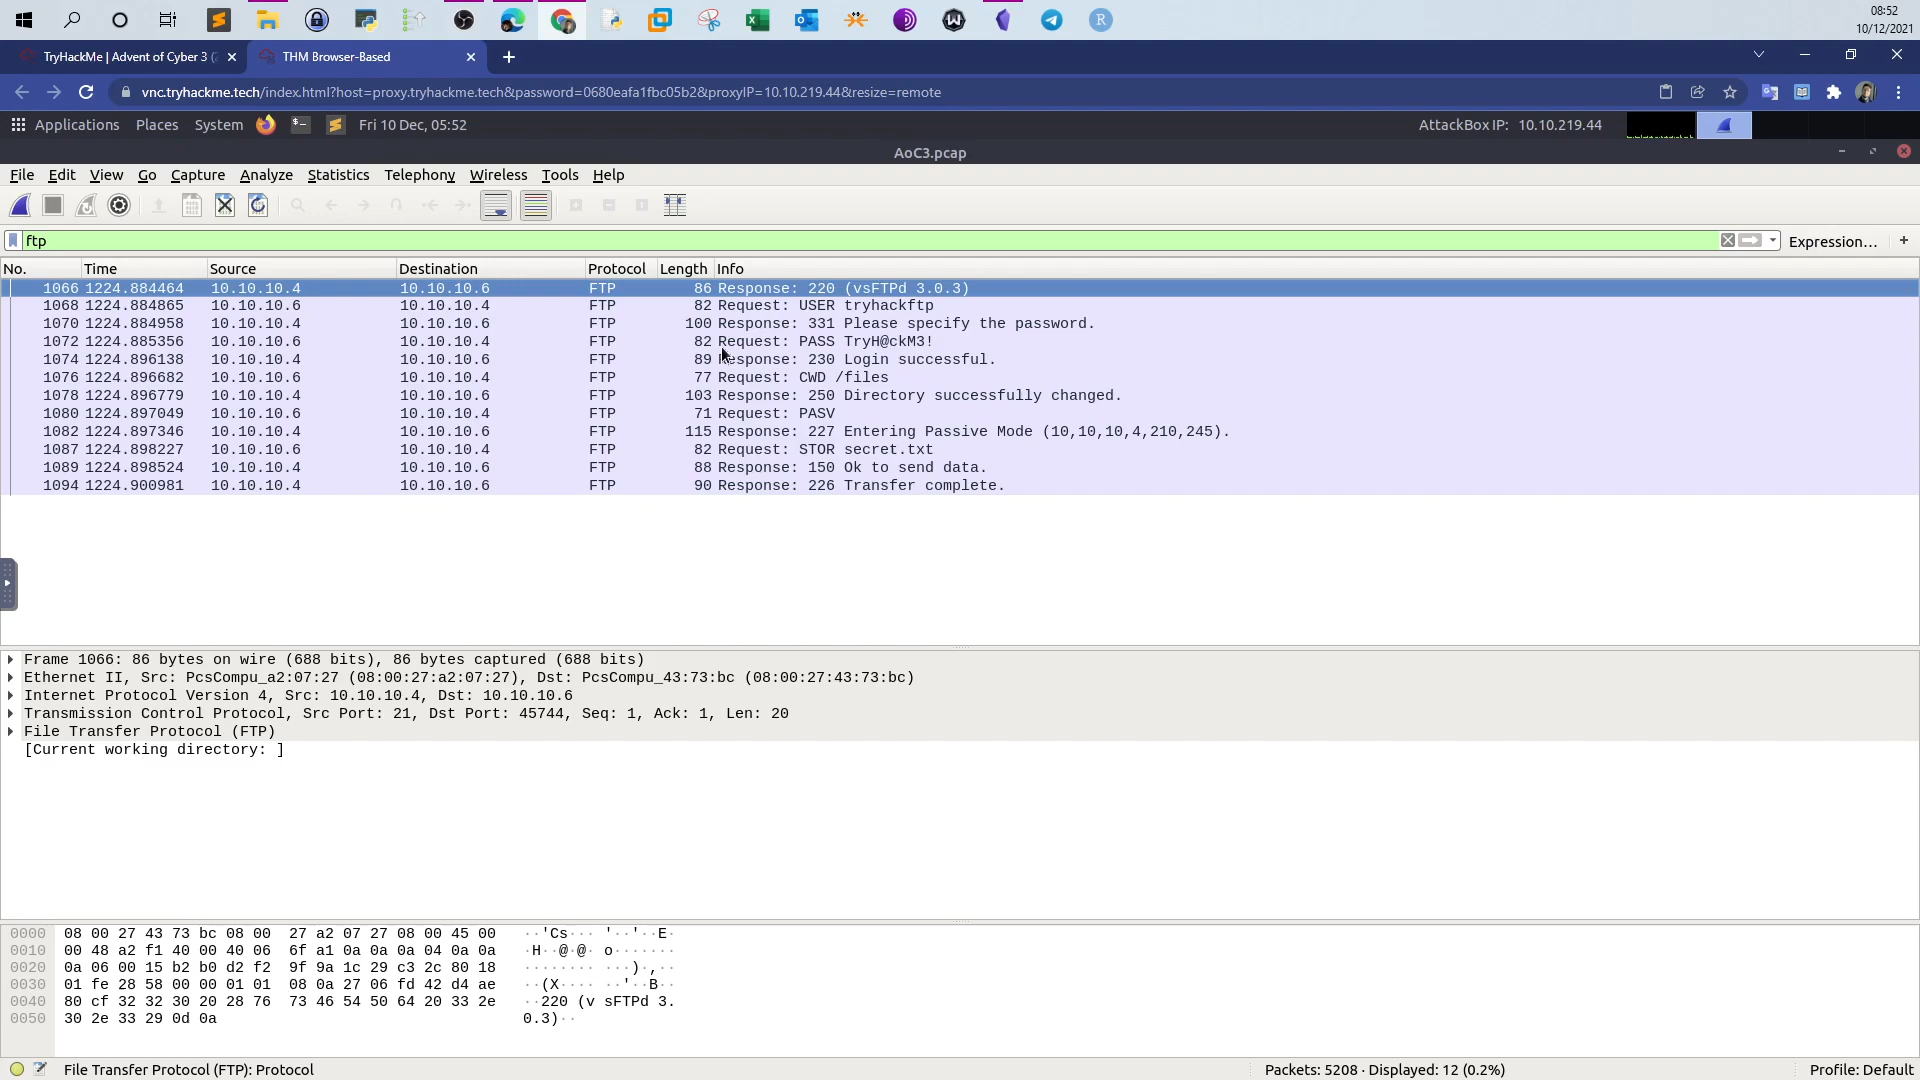 08:52
10/12/2021
TryHackMe | Advent of Cyber 3 (
THM Browser-Based
vnc.tryhackme.tech/index.html?host=proxy.tryhackme.tech&password=0680eafa1fbc05b2&proxyIP=10.10.219.44&resize=remote
Applications Places System Fri 10 Dec, 05:52 AttackBox IP: 10.10.219.44
AoC3.pcap
File Edit View Go Capture Analyze Statistics Telephony Wireless Tools Help
ftp Expression… +
No. Time Source Destination Protocol Length Info
1066 1224.884464 10.10.10.4 10.10.10.6 FTP 86 Response: 220 (vsFTPd 3.0.3)
1068 1224.884865 10.10.10.6 10.10.10.4 FTP 82 Request: USER tryhackftp
1070 1224.884958 10.10.10.4 10.10.10.6 FTP 100 Response: 331 Please specify the password.
1072 1224.885356 10.10.10.6 10.10.10.4 FTP 82 Request: PASS TryH@ckM3!
1074 1224.896138 10.10.10.4 10.10.10.6 FTP 89 Response: 230 Login successful.
1076 1224.896682 10.10.10.6 10.10.10.4 FTP 77 Request: CWD /files
1078 1224.896779 10.10.10.4 10.10.10.6 FTP 103 Response: 250 Directory successfully changed.
1080 1224.897049 10.10.10.6 10.10.10.4 FTP 71 Request: PASV
1082 1224.897346 10.10.10.4 10.10.10.6 FTP 115 Response: 227 Entering Passive Mode (10,10,10,4,210,245).
1087 1224.898227 10.10.10.6 10.10.10.4 FTP 82 Request: STOR secret.txt
1089 1224.898524 10.10.10.4 10.10.10.6 FTP 88 Response: 150 Ok to send data.
1094 1224.900981 10.10.10.4 10.10.10.6 FTP 90 Response: 226 Transfer complete.
Frame 1066: 86 bytes on wire (688 bits), 86 bytes captured (688 bits)
Ethernet II, Src: PcsCompu_a2:07:27 (08:00:27:a2:07:27), Dst: PcsCompu_43:73:bc (08:00:27:43:73:bc)
Internet Protocol Version 4, Src: 10.10.10.4, Dst: 10.10.10.6
Transmission Control Protocol, Src Port: 21, Dst Port: 45744, Seq: 1, Ack: 1, Len: 20
File Transfer Protocol (FTP)
[Current working directory: ]
0000 08 00 27 43 73 bc 08 00 27 a2 07 27 08 00 45 00 ··'Cs··· '··'··E·
0010 00 48 a2 f1 40 00 40 06 6f a1 0a 0a 0a 04 0a 0a ·H··@·@· o·······
0020 0a 06 00 15 b2 b0 d2 f2 9f 9a 1c 29 c3 2c 80 18 ········ ···)·,··
0030 01 fe 28 58 00 00 01 01 08 0a 27 06 fd 42 d4 ae ··(X···· ··'··B··
0040 80 cf 32 32 30 20 28 76 73 46 54 50 64 20 33 2e ··220 (v sFTPd 3.
0050 30 2e 33 29 0d 0a 0.3)··
File Transfer Protocol (FTP): Protocol Packets: 5208 · Displayed: 12 (0.2%) Profile: Default